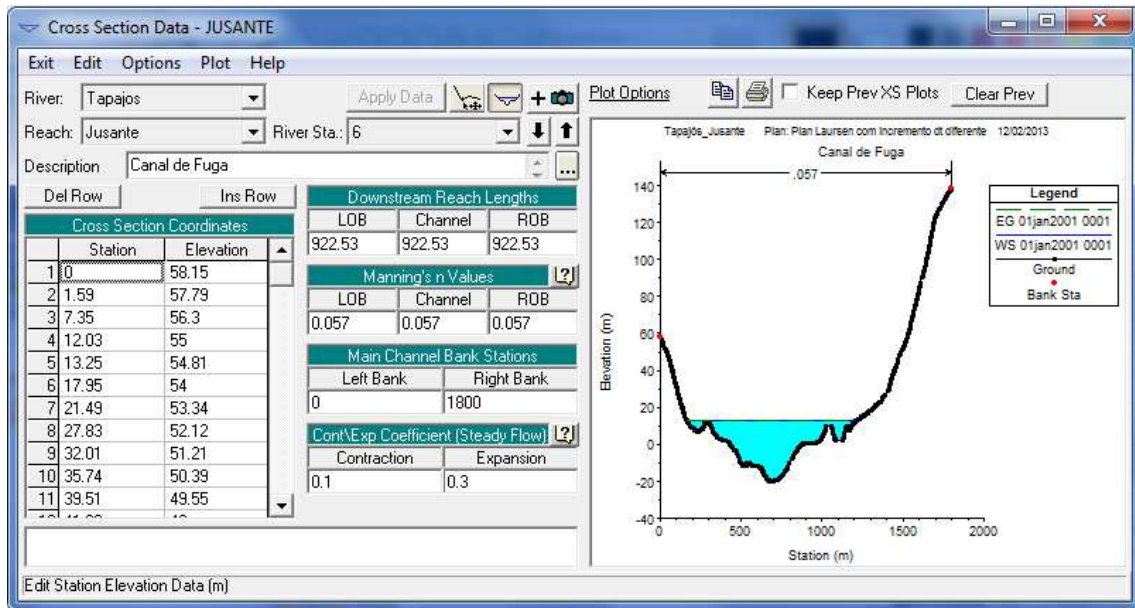 Cross Section Data - JUSANTE
Exit Edit Options Plot Help
River: Tapajos Apply Data + Plot Options Keep Prev XS Plots Clear Prev
Reach: Jusante River Sta.: 6
Description Canal de Fuga ...
Del Row Ins Row
Cross Section Coordinates
Station Elevation
1 0 58.15
2 1.59 57.79
3 7.35 56.3
4 12.03 55
5 13.25 54.81
6 17.95 54
7 21.49 53.34
8 27.83 52.12
9 32.01 51.21
10 35.74 50.39
11 39.51 49.55
Downstream Reach Lengths
LOB Channel ROB
922.53 922.53 922.53
Manning's n Values
LOB Channel ROB
0.057 0.057 0.057
Main Channel Bank Stations
Left Bank Right Bank
0 1800
Cont\Exp Coefficient (Steady Flow)
Contraction Expansion
0.1 0.3
Tapajós_Jusante Plan: Plan Laursen com Incremento dt diferente 12/02/2013
Canal de Fuga
.057
140
120
100
80
60
40
20
0
-20
-40
Elevation (m)
0 500 1000 1500 2000
Station (m)
Legend
EG 01jan2001 0001
WS 01jan2001 0001
Ground
Bank Sta
Edit Station Elevation Data (m)